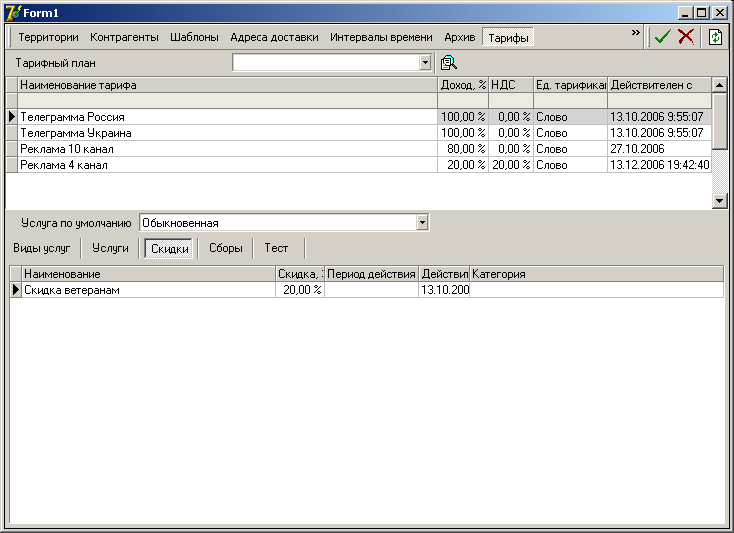 Form1
Территории Контрагенты Шаблоны Адреса доставки Интервалы времени Архив Тарифы »
Тарифный план
Наименование тарифа Доход, % НДС Ед. тарификац Действителен с
Телеграмма Россия 100,00 % 0,00 % Слово 13.10.2006 9:55:07
Телеграмма Украина 100,00 % 0,00 % Слово 13.10.2006 9:55:07
Реклама 10 канал 80,00 % 0,00 % Слово 27.10.2006
Реклама 4 канал 20,00 % 20,00 % Слово 13.12.2006 19:42:40
Услуга по умолчанию Обыкновенная
Виды услуг Услуги Скидки Сборы Тест
Наименование Скидка, Период действия Действит Категория
Скидка ветеранам 20,00 % 13.10.200